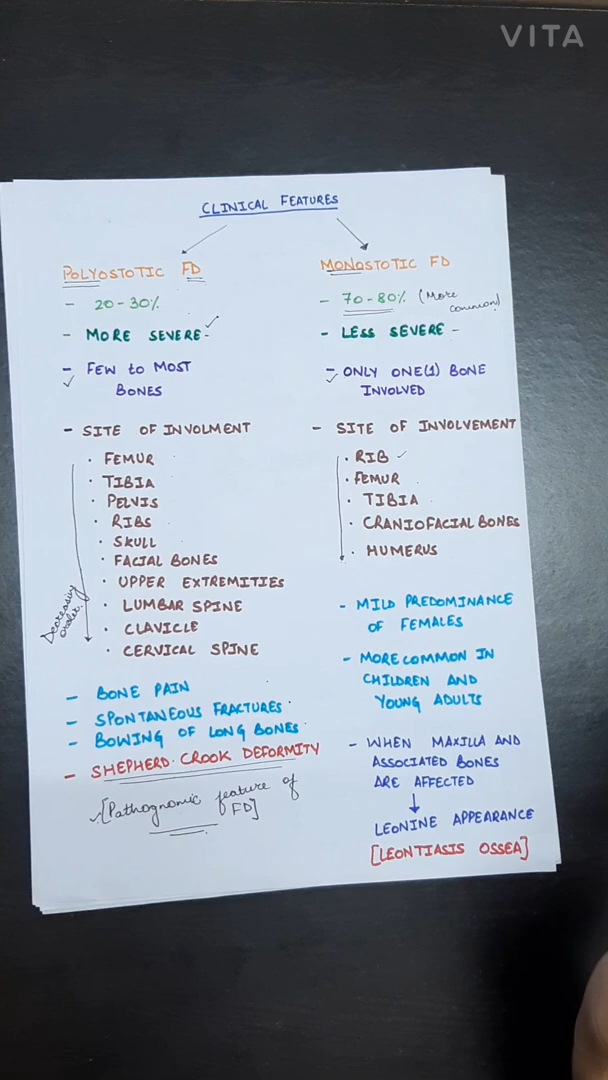 VITA
CLINICAL FEATURES
POLYOSTOTIC FD
- 20-30%
- MORE SEVERE-
- FEW TO MOST
BONES
- SITE OF INVOLMENT
· FEMUR
· TIBIA
· PELVIS
· RIBS
· SKULL
· FACIAL BONES
· UPPER EXTREMITIES
· LUMBAR SPINE
· CLAVICLE
· CERVICAL SPINE
Decreasing
order
- BONE PAIN
- SPONTANEOUS FRACTURES
- BOWING OF LONG BONES
- SHEPHERD CROOK DEFORMITY
[Pathognomic feature of
FD]
MONOSTOTIC FD
- 70-80% (More
common)
- LESS SEVERE -
- ONLY ONE(1) BONE
INVOLVED
- SITE OF INVOLVEMENT
· RIB
· FEMUR
· TIBIA
· CRANIOFACIAL BONES
· HUMERUS
- MILD PREDOMINANCE
OF FEMALES
- MORE COMMON IN
CHILDREN AND
YOUNG ADULTS
- WHEN MAXILLA AND
ASSOCIATED BONES
ARE AFFECTED
LEONINE APPEARANCE
[LEONTIASIS OSSEA]